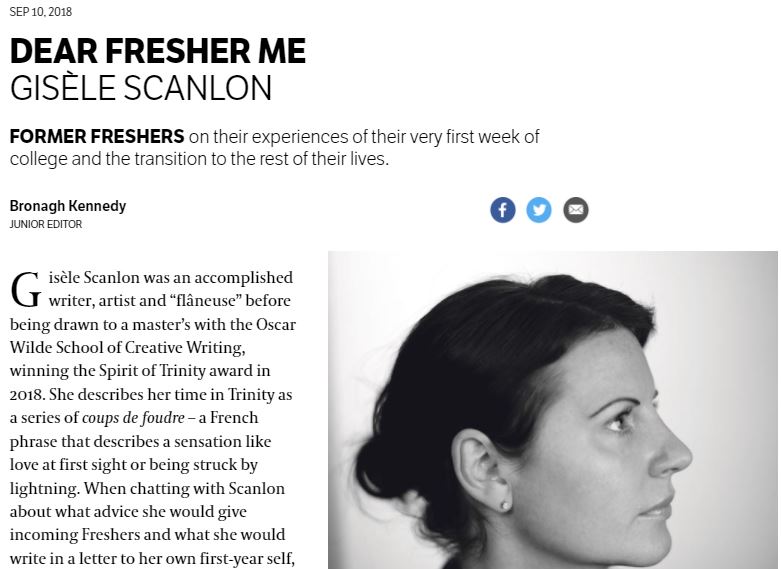 SEP 10, 2018
DEAR FRESHER ME
GISÈLE SCANLON
FORMER FRESHERS on their experiences of their very first week of
college and the transition to the rest of their lives.
Bronagh Kennedy
JUNIOR EDITOR
Gisèle Scanlon was an accomplished
writer, artist and “flâneuse” before
being drawn to a master’s with the Oscar
Wilde School of Creative Writing,
winning the Spirit of Trinity award in
2018. She describes her time in Trinity as
a series of coups de foudre – a French
phrase that describes a sensation like
love at first sight or being struck by
lightning. When chatting with Scanlon
about what advice she would give
incoming Freshers and what she would
write in a letter to her own first-year self,